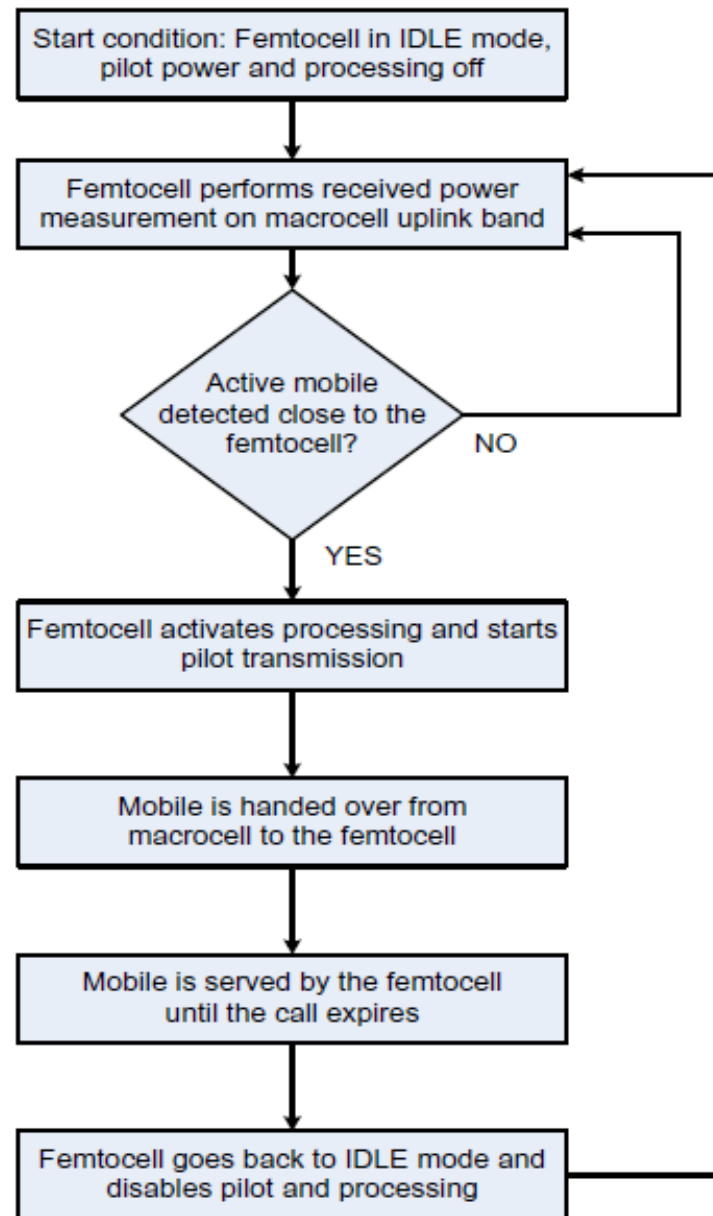 Start condition: Femtocell in IDLE mode,
pilot power and processing off
Femtocell performs received power
measurement on macrocell uplink band
Active mobile
detected close to the
femtocell?
NO
YES
Femtocell activates processing and starts
pilot transmission
Mobile is handed over from
macrocell to the femtocell
Mobile is served by the femtocell
until the call expires
Femtocell goes back to IDLE mode and
disables pilot and processing